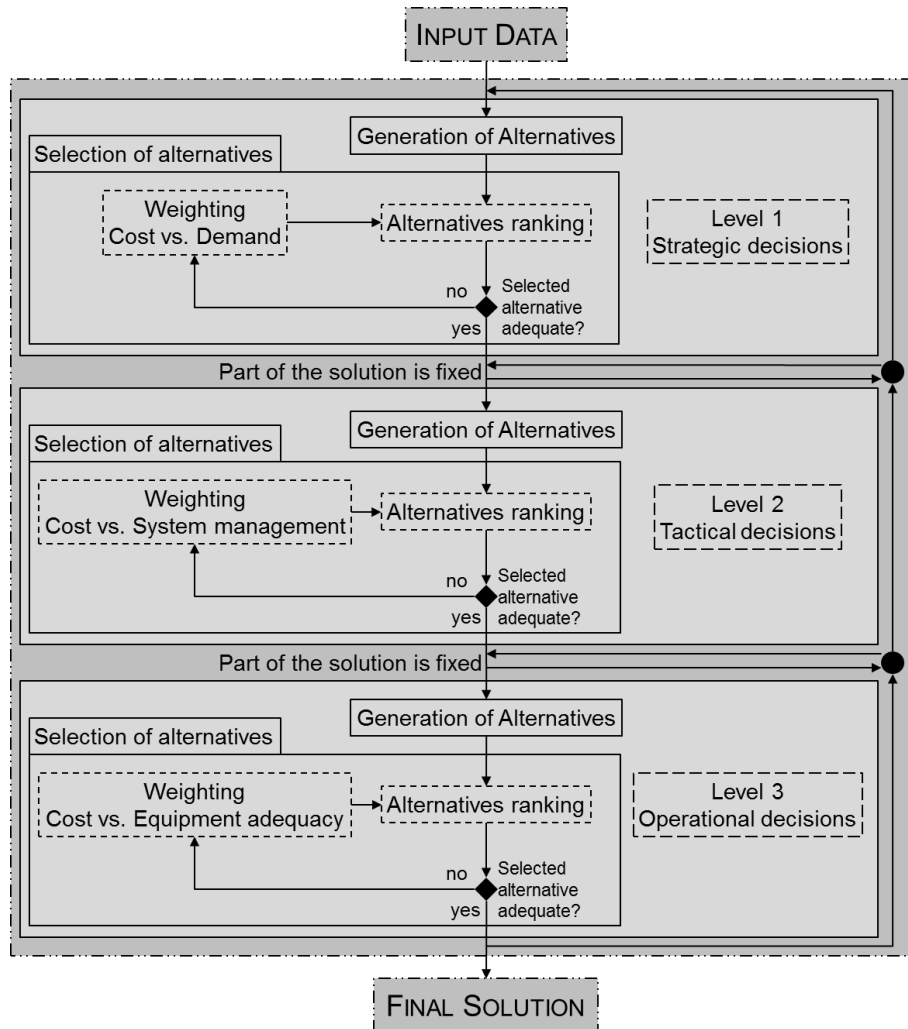 INPUT DATA
Generation of Alternatives
Selection of alternatives
Weighting
Cost vs. Demand
Alternatives ranking
Level 1
Strategic decisions
no
yes
Selected
alternative
adequate?
Part of the solution is fixed
Generation of Alternatives
Selection of alternatives
Weighting
Cost vs. System management
Alternatives ranking
Level 2
Tactical decisions
no
yes
Selected
alternative
adequate?
Part of the solution is fixed
Generation of Alternatives
Selection of alternatives
Weighting
Cost vs. Equipment adequacy
Alternatives ranking
Level 3
Operational decisions
no
yes
Selected
alternative
adequate?
FINAL SOLUTION